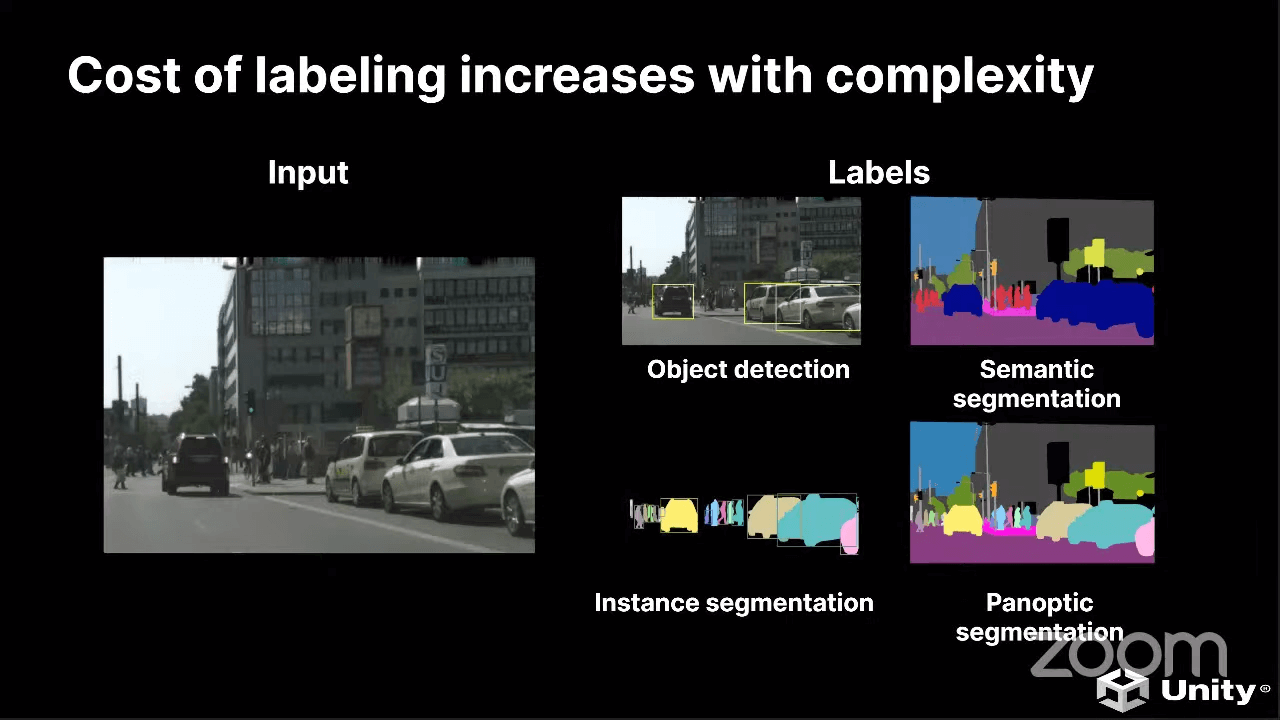 Cost of labeling increases with complexity
Input
Labels
Object detection
Semantic
segmentation
Instance segmentation
Panoptic
segmentation
zoom
Unity®